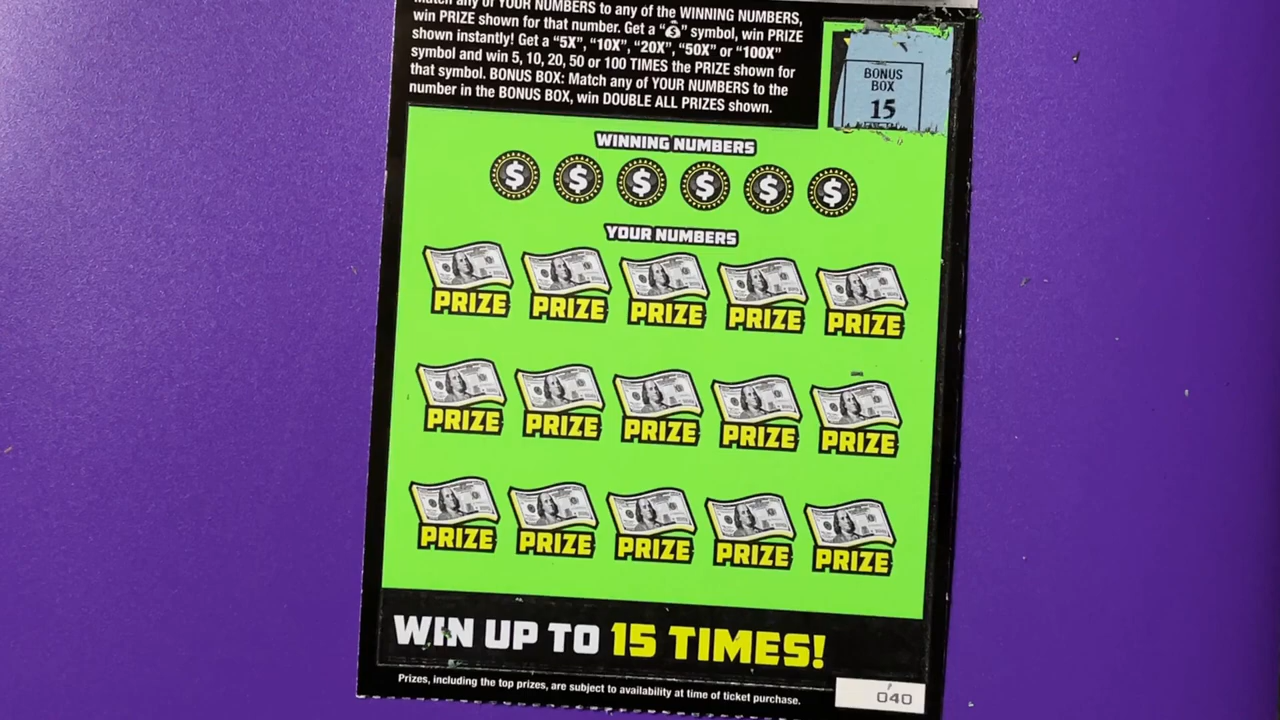 Match any of YOUR NUMBERS to any of the WINNING NUMBERS,
win PRIZE shown for that number. Get a “$” symbol, win PRIZE
shown instantly! Get a “5X”, “10X”, “20X”, “50X” or “100X”
symbol and win 5, 10, 20, 50 or 100 TIMES the PRIZE shown for
that symbol. BONUS BOX: Match any of YOUR NUMBERS to the
number in the BONUS BOX, win DOUBLE ALL PRIZES shown.
BONUS
BOX
15
WINNING NUMBERS
$ $ $ $ $ $
YOUR NUMBERS
PRIZE PRIZE PRIZE PRIZE PRIZE
PRIZE PRIZE PRIZE PRIZE PRIZE
PRIZE PRIZE PRIZE PRIZE PRIZE
WIN UP TO 15 TIMES!
Prizes, including the top prizes, are subject to availability at time of ticket purchase.
040